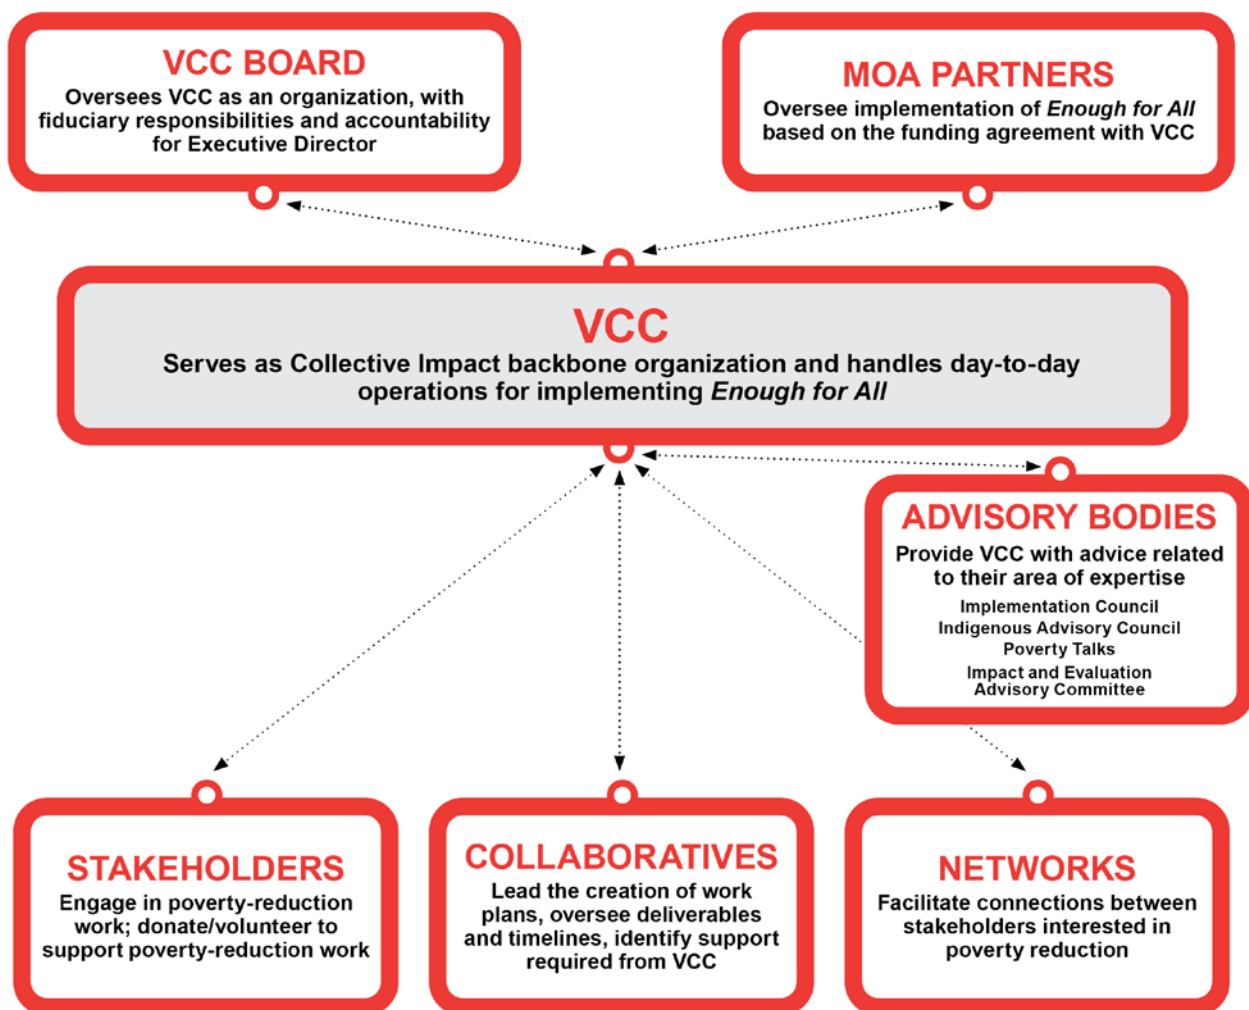 VCC BOARD
Oversees VCC as an organization, with
fiduciary responsibilities and accountability
for Executive Director
MOA PARTNERS
Oversee implementation of Enough for All
based on the funding agreement with VCC
VCC
Serves as Collective Impact backbone organization and handles day-to-day
operations for implementing Enough for All
ADVISORY BODIES
Provide VCC with advice related
to their area of expertise
Implementation Council
Indigenous Advisory Council
Poverty Talks
Impact and Evaluation
Advisory Committee
STAKEHOLDERS
Engage in poverty-reduction
work; donate/volunteer to
support poverty-reduction work
COLLABORATIVES
Lead the creation of work
plans, oversee deliverables
and timelines, identify support
required from VCC
NETWORKS
Facilitate connections between
stakeholders interested in
poverty reduction